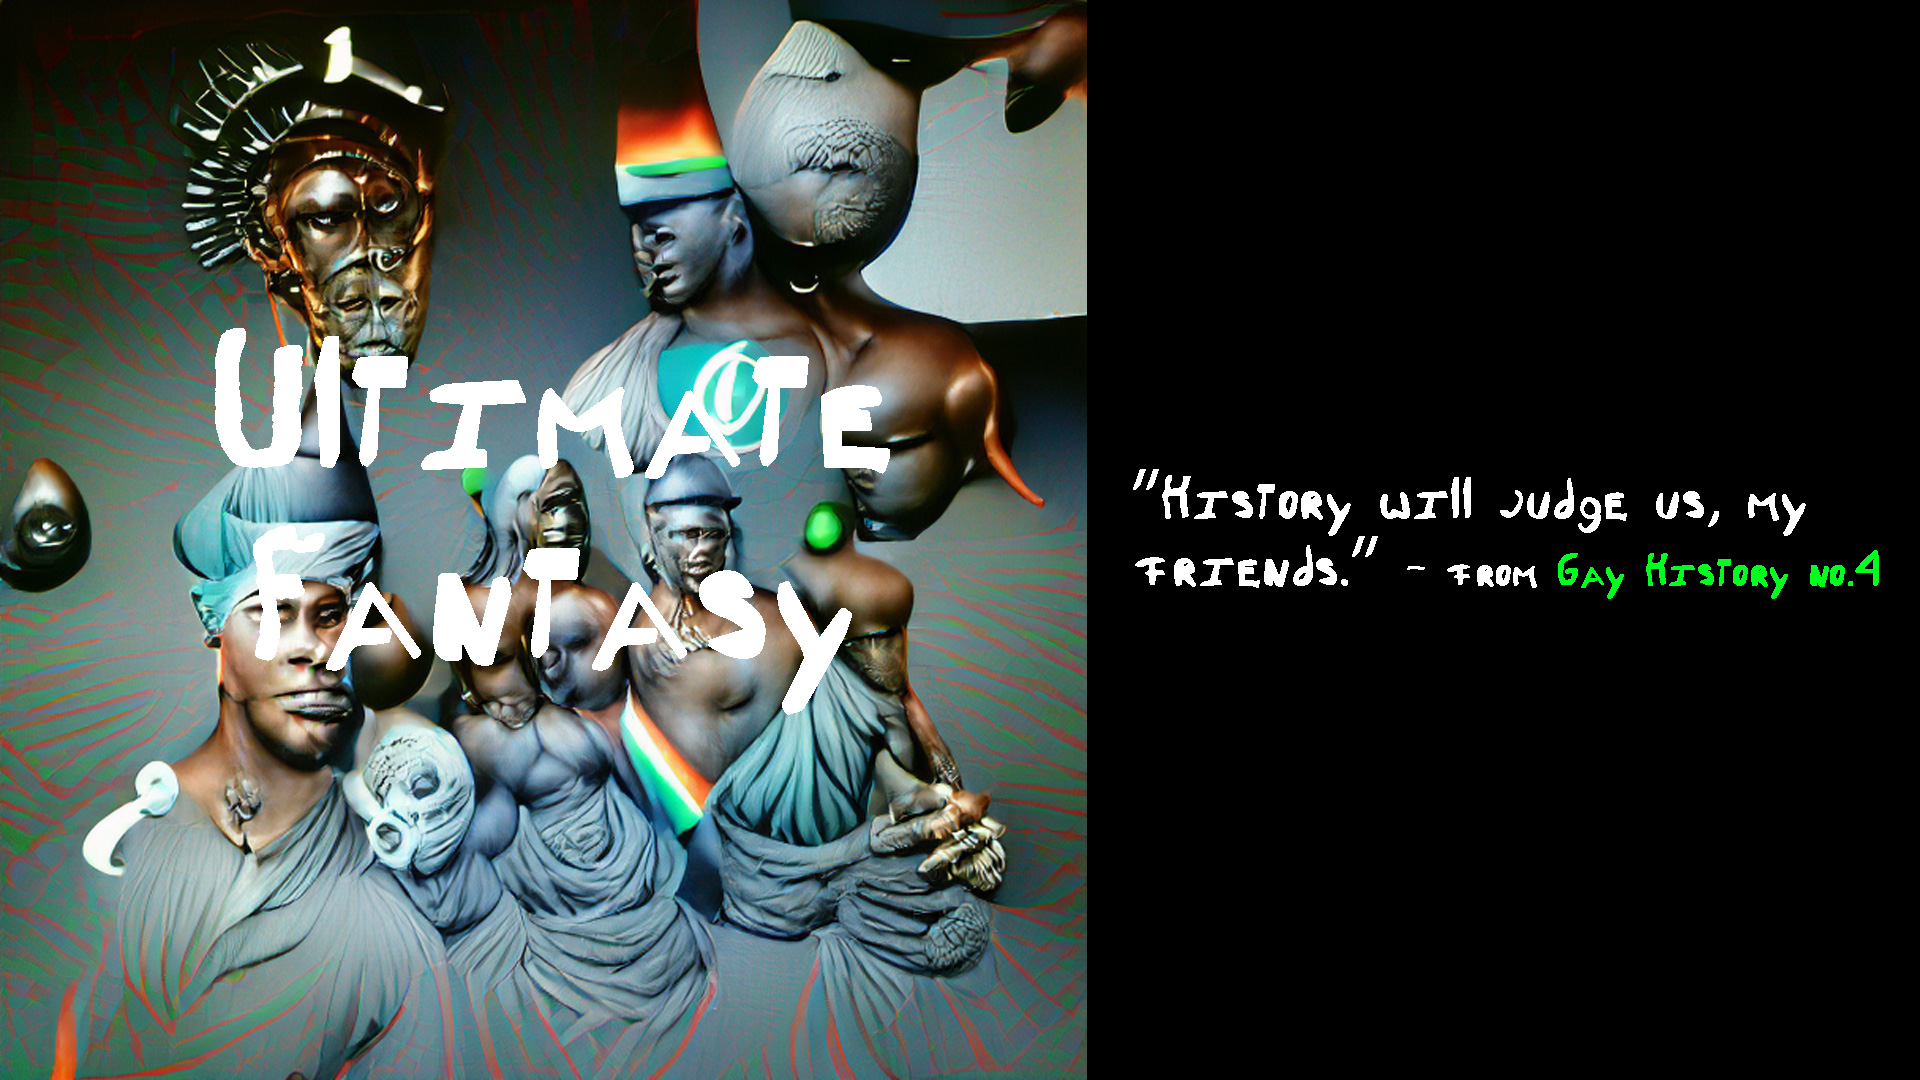 Ultimate
Fantasy
"History will judge us, my
friends." - from Gay History no.4